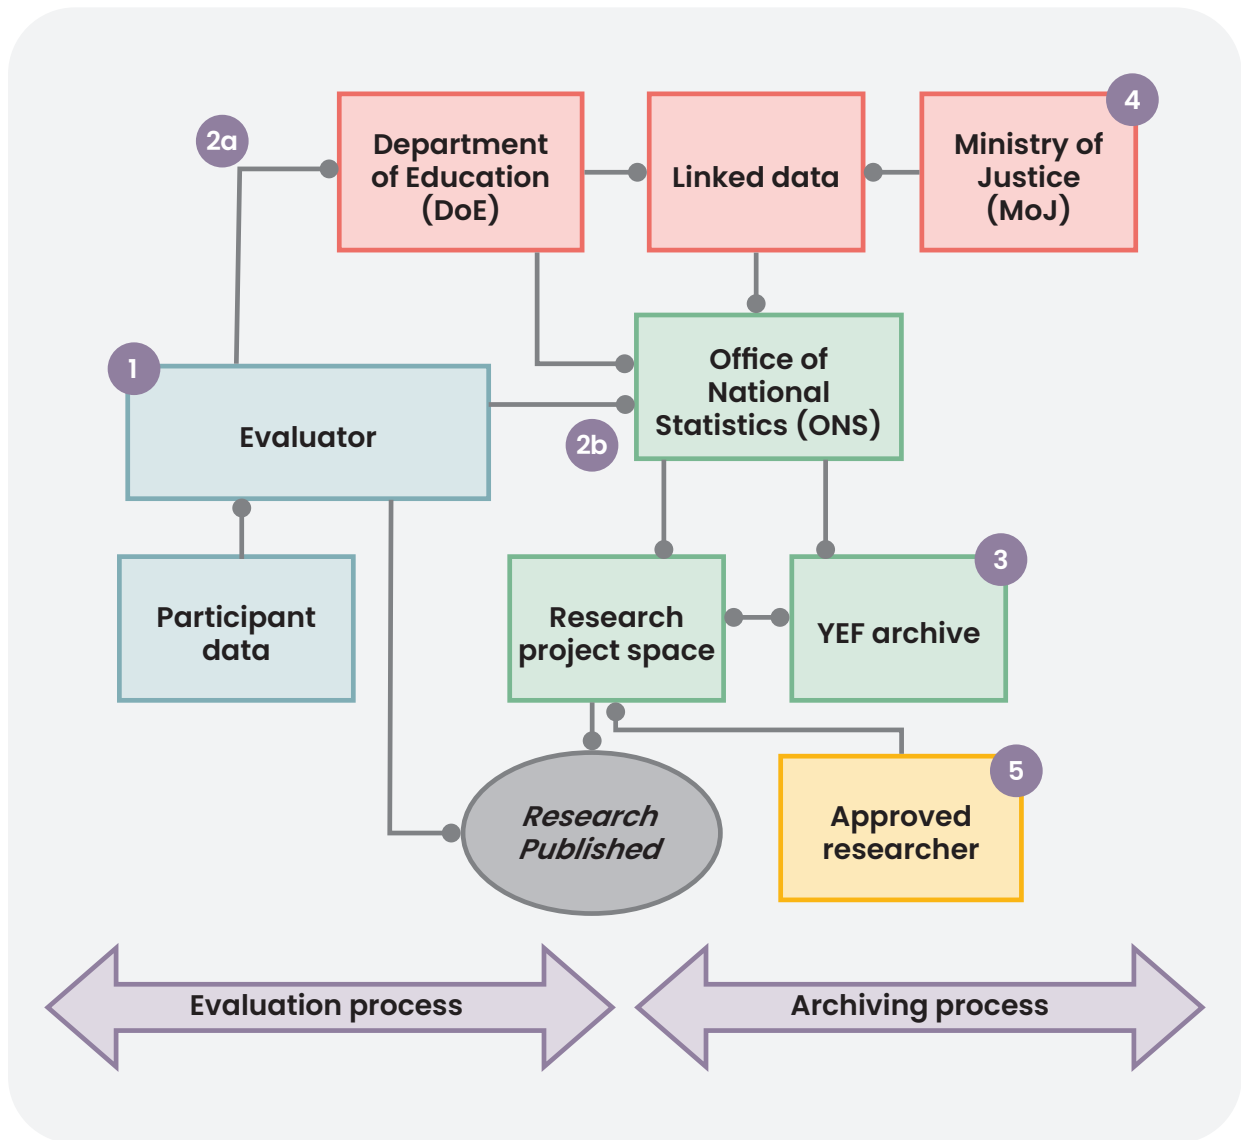 2a
Department
of Education
(DoE)
Linked data
4
Ministry of
Justice
(MoJ)
1
Evaluator
Office of
National
Statistics (ONS)
2b
Participant
data
Research
project space
3
YEF archive
Research
Published
5
Approved
researcher
Evaluation process
Archiving process